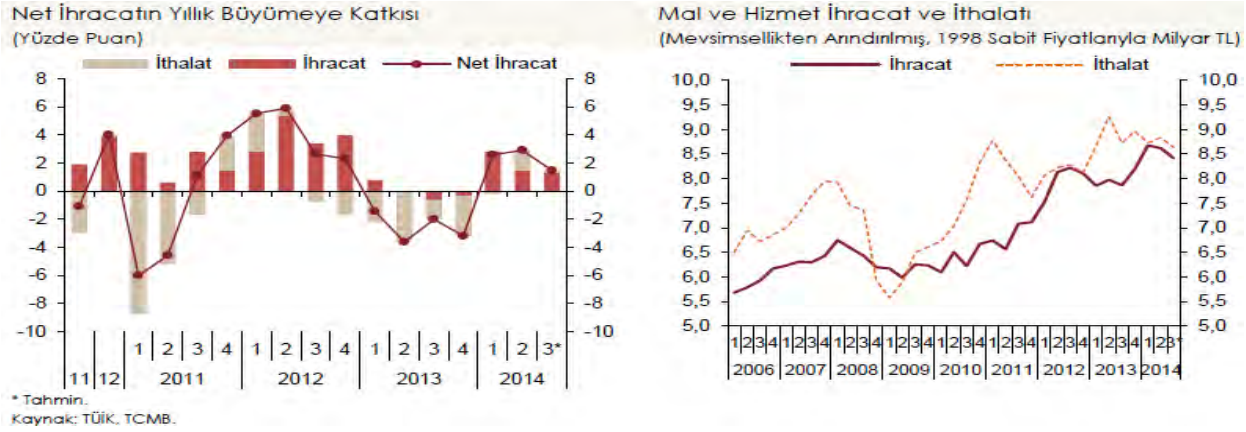 Net İhracatın Yıllık Büyümeye Katkısı
(Yüzde Puan)
İthalat İhracat Net İhracat
8 8
6 6
4 4
2 2
0 0
-2 -2
-4 -4
-6 -6
-8 -8
-10 -10
1 2 3 4 1 2 3 4 1 2 3 4 1 2 3*
11 12 2011 2012 2013 2014
* Tahmin.
Kaynak: TÜİK, TCMB.
Mal ve Hizmet İhracat ve İthalatı
(Mevsimsellikten Arındırılmış, 1998 Sabit Fiyatlarıyla Milyar TL)
İhracat İthalat
10,0 10,0
9,5 9,5
9,0 9,0
8,5 8,5
8,0 8,0
7,5 7,5
7,0 7,0
6,5 6,5
6,0 6,0
5,5 5,5
5,0 5,0
1 2 3 4 1 2 3 4 1 2 3 4 1 2 3 4 1 2 3 4 1 2 3 4 1 2 3 4 1 2 3 4 1 2 3*
2006 2007 2008 2009 2010 2011 2012 2013 2014